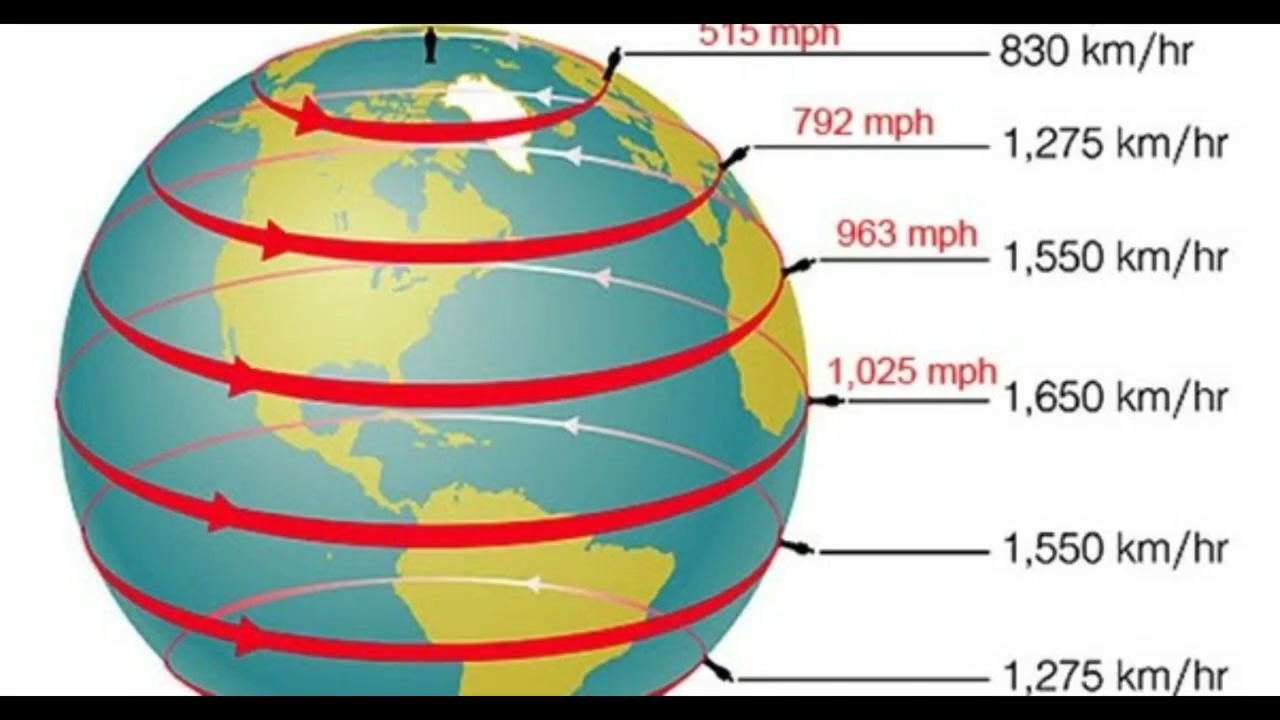 515 mph
830 km/hr
792 mph
1,275 km/hr
963 mph
1,550 km/hr
1,025 mph
1,650 km/hr
1,550 km/hr
1,275 km/hr